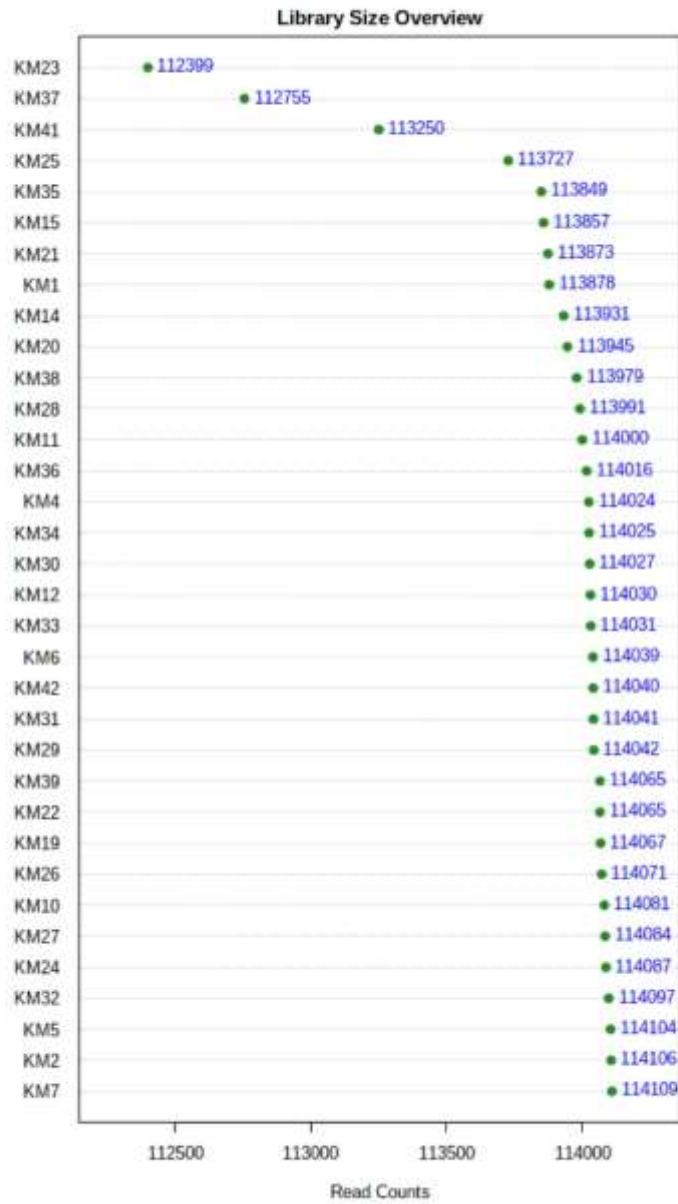 Library Size Overview
KM23 112399
KM37 112755
KM41 113250
KM25 113727
KM35 113849
KM15 113857
KM21 113873
KM1 113878
KM14 113931
KM20 113945
KM38 113979
KM28 113991
KM11 114000
KM36 114016
KM4 114024
KM34 114025
KM30 114027
KM12 114030
KM33 114031
KM6 114039
KM42 114040
KM31 114041
KM29 114042
KM39 114065
KM22 114065
KM19 114067
KM26 114071
KM10 114081
KM27 114084
KM24 114087
KM32 114097
KM5 114104
KM2 114106
KM7 114109
112500 113000 113500 114000
Read Counts